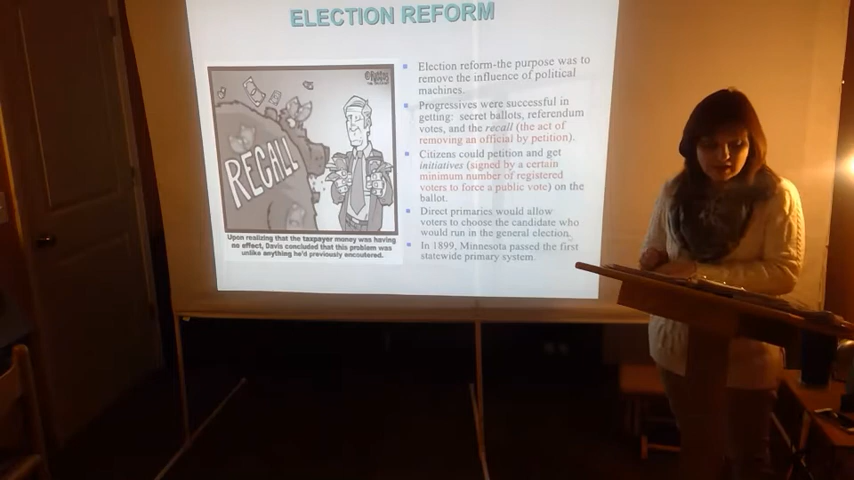 ELECTION REFORM
RECALL
Upon realizing that the taxpayer money was having
no effect, Davis concluded that this problem was
unlike anything he'd previously encoutered.
Election reform-the purpose was to
remove the influence of political
machines.
Progressives were successful in
getting: secret ballots, referendum
votes, and the recall (the act of
removing an official by petition).
Citizens could petition and get
initiatives (signed by a certain
minimum number of registered
voters to force a public vote) on the
ballot.
Direct primaries would allow
voters to choose the candidate who
would run in the general election.
In 1899, Minnesota passed the first
statewide primary system.